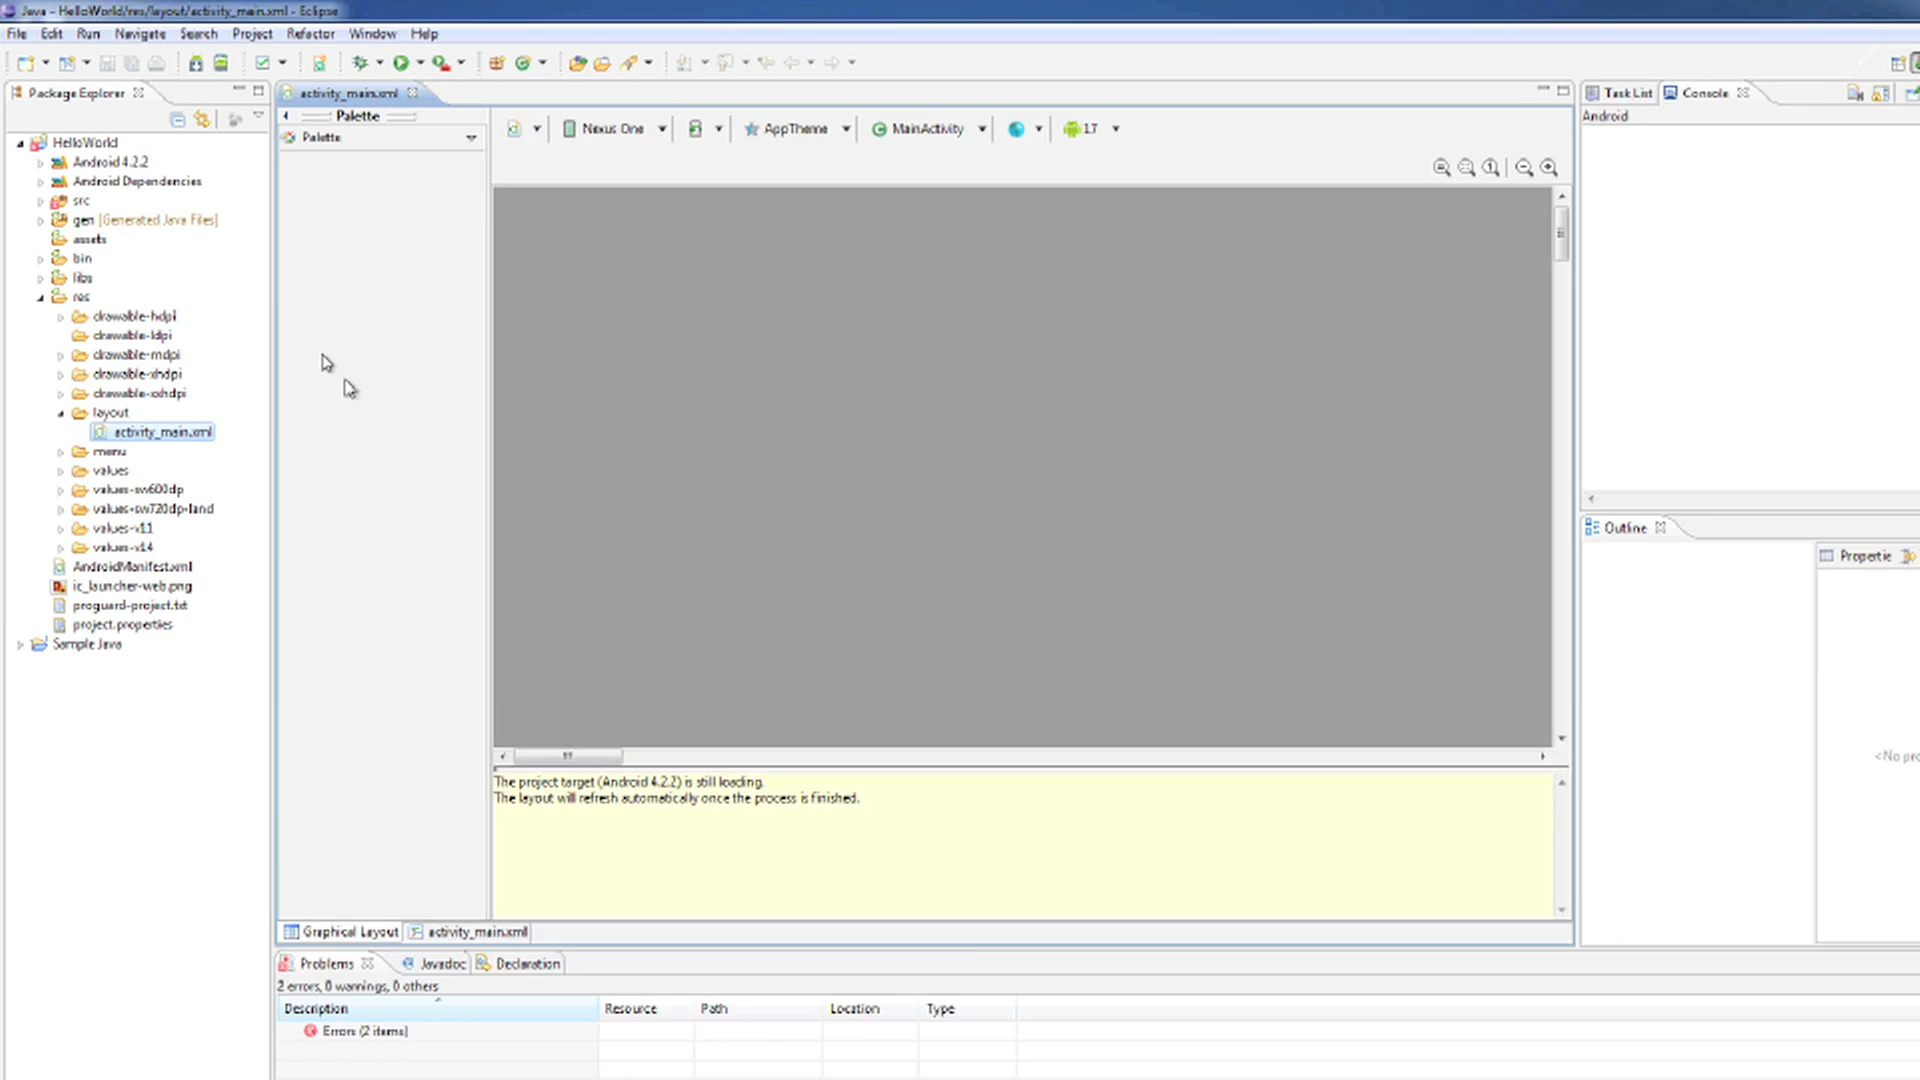 Java - HelloWorld/res/layout/activity_main.xml - Eclipse
File Edit Run Navigate Search Project Refactor Window Help
Package Explorer
HelloWorld
Android 4.2.2
Android Dependencies
src
gen [Generated Java Files]
assets
bin
libs
res
drawable-hdpi
drawable-ldpi
drawable-mdpi
drawable-xhdpi
drawable-xxhdpi
layout
activity_main.xml
menu
values
values-sw600dp
values-sw720dp-land
values-v11
values-v14
AndroidManifest.xml
ic_launcher-web.png
proguard-project.txt
project.properties
Sample Java
activity_main.xml
Palette
Palette
Nexus One AppTheme MainActivity 17
The project target (Android 4.2.2) is still loading.
The layout will refresh automatically once the process is finished.
Graphical Layout activity_main.xml
Problems Javadoc Declaration
2 errors, 0 warnings, 0 others
Description Resource Path Location Type
Errors (2 items)
Task List Console
Android
Outline
Propertie
<No pro